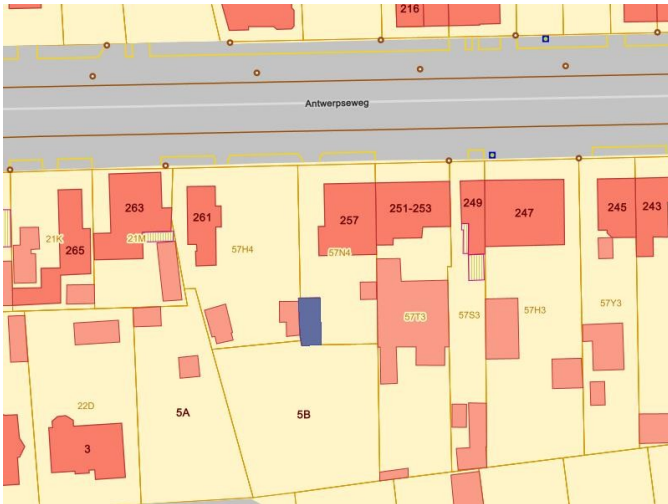 216
Antwerpseweg
263
261
257
251-253
249
247
245
243
21K
265
21M
57H4
57N4
57T3
57S3
57H3
57Y3
22D
5A
5B
3